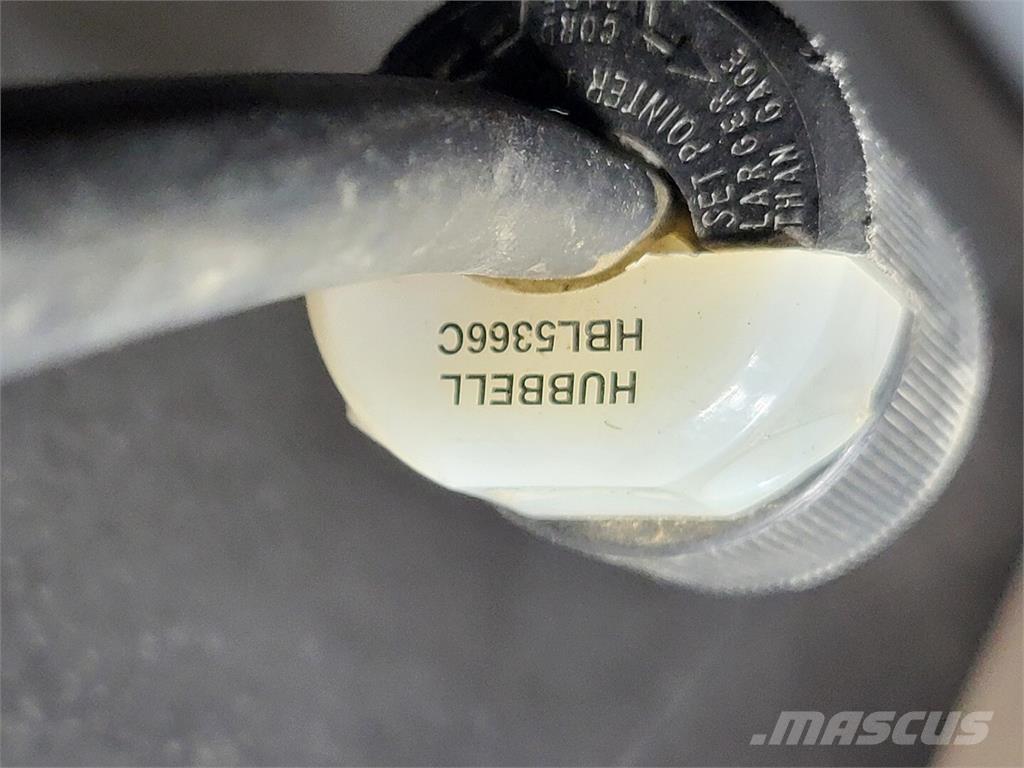 HUBBELL
HBL5366C
SET POINTER
LARGER
THAN GAGE
CORD
MASCUS